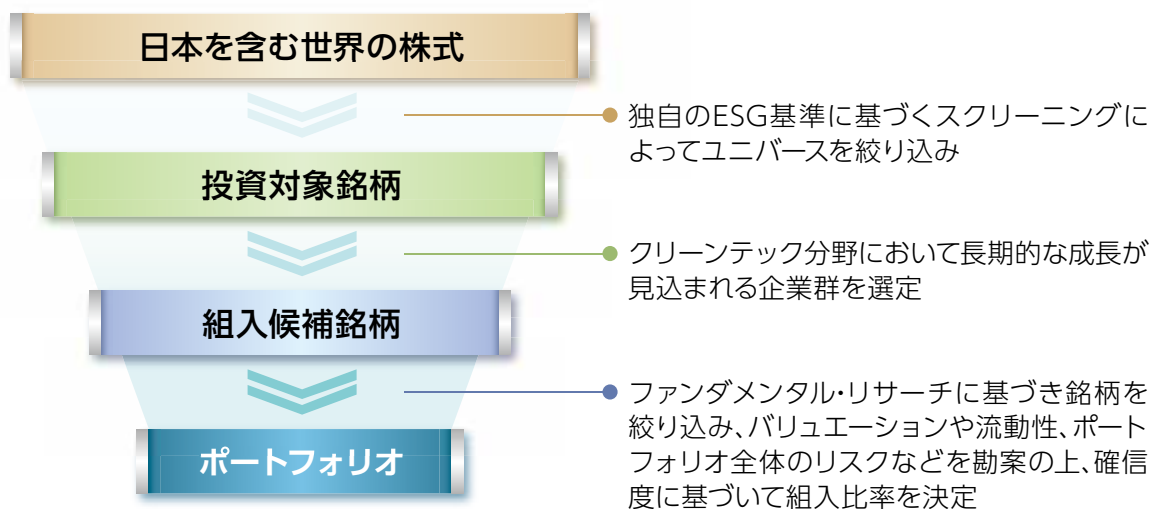 日本を含む世界の株式
独自のESG基準に基づくスクリーニングに
よってユニバースを絞り込み
投資対象銘柄
クリーンテック分野において長期的な成長が
見込まれる企業群を選定
組入候補銘柄
ファンダメンタル・リサーチに基づき銘柄を
絞り込み、バリュエーションや流動性、ポート
フォリオ全体のリスクなどを勘案の上、確信
度に基づいて組入比率を決定
ポートフォリオ